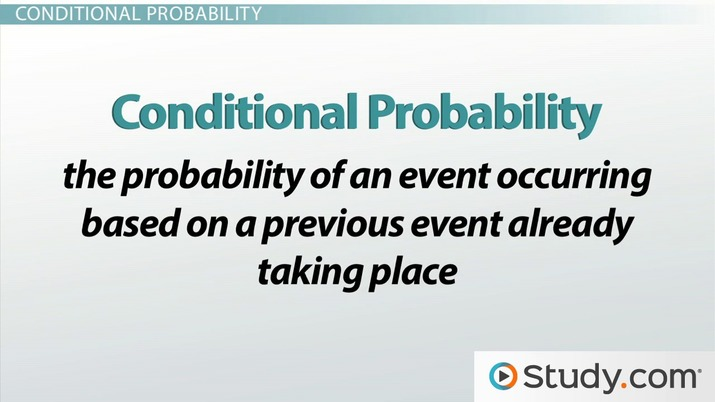 CONDITIONAL PROBABILITY
Conditional Probability
the probability of an event occurring
based on a previous event already
taking place
Study.com